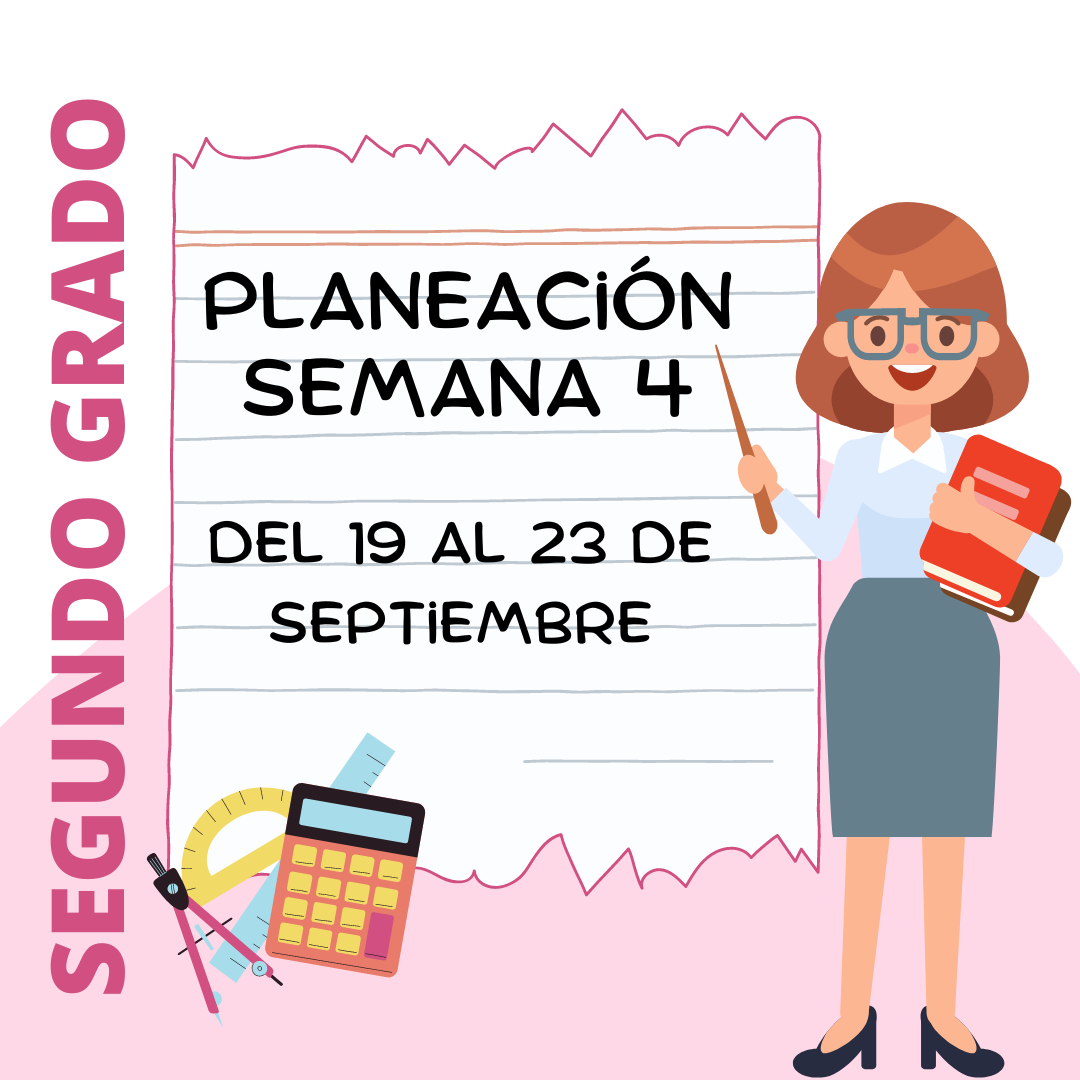 SEGUNDO GRADO
PLANEACIÓN
SEMANA 4
DEL 19 AL 23 DE
SEPTIEMBRE